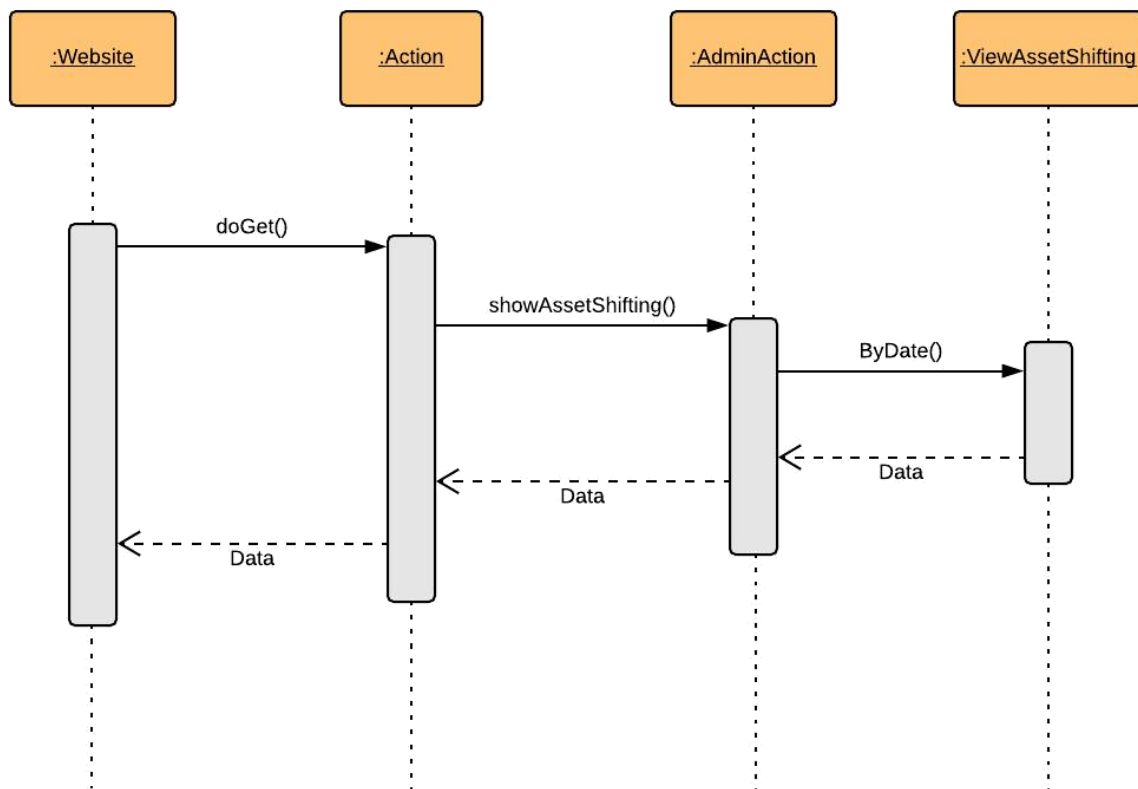 :Website
:Action
:AdminAction
:ViewAssetShifting
doGet()
showAssetShifting()
ByDate()
Data
Data
Data